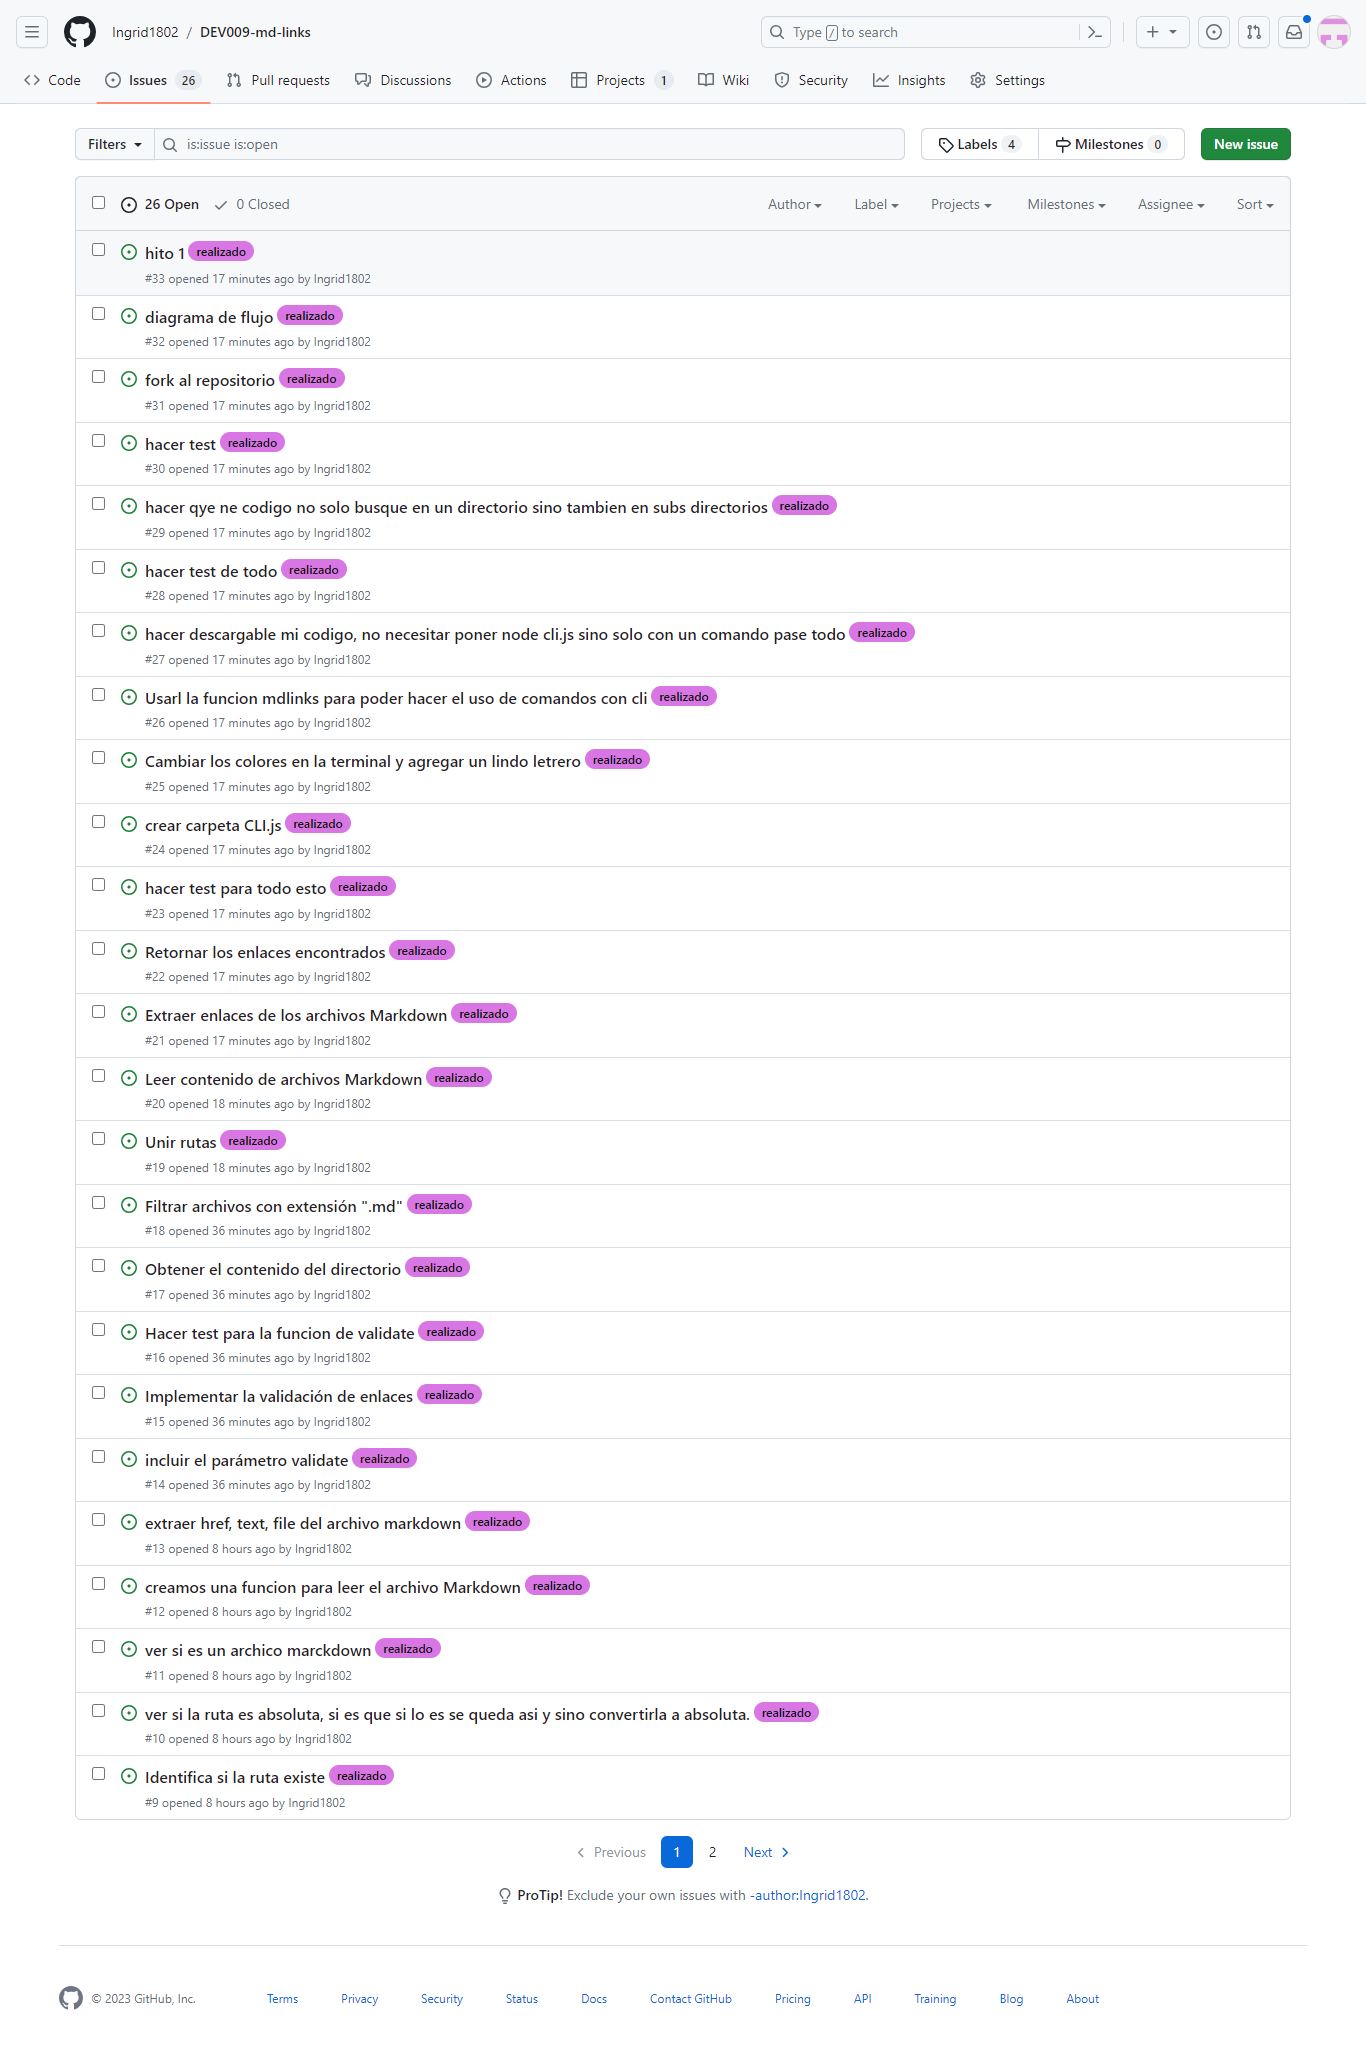 Ingrid1802 / DEV009-md-links
Type / to search
Code Issues 26 Pull requests Discussions Actions Projects 1 Wiki Security Insights Settings
Filters is:issue is:open Labels 4 Milestones 0 New issue
26 Open 0 Closed Author Label Projects Milestones Assignee Sort
hito 1 realizado
#33 opened 17 minutes ago by Ingrid1802
diagrama de flujo realizado
#32 opened 17 minutes ago by Ingrid1802
fork al repositorio realizado
#31 opened 17 minutes ago by Ingrid1802
hacer test realizado
#30 opened 17 minutes ago by Ingrid1802
hacer qye ne codigo no solo busque en un directorio sino tambien en subs directorios realizado
#29 opened 17 minutes ago by Ingrid1802
hacer test de todo realizado
#28 opened 17 minutes ago by Ingrid1802
hacer descargable mi codigo, no necesitar poner node cli.js sino solo con un comando pase todo realizado
#27 opened 17 minutes ago by Ingrid1802
Usarl la funcion mdlinks para poder hacer el uso de comandos con cli realizado
#26 opened 17 minutes ago by Ingrid1802
Cambiar los colores en la terminal y agregar un lindo letrero realizado
#25 opened 17 minutes ago by Ingrid1802
crear carpeta CLI.js realizado
#24 opened 17 minutes ago by Ingrid1802
hacer test para todo esto realizado
#23 opened 17 minutes ago by Ingrid1802
Retornar los enlaces encontrados realizado
#22 opened 17 minutes ago by Ingrid1802
Extraer enlaces de los archivos Markdown realizado
#21 opened 17 minutes ago by Ingrid1802
Leer contenido de archivos Markdown realizado
#20 opened 18 minutes ago by Ingrid1802
Unir rutas realizado
#19 opened 18 minutes ago by Ingrid1802
Filtrar archivos con extensión ".md" realizado
#18 opened 36 minutes ago by Ingrid1802
Obtener el contenido del directorio realizado
#17 opened 36 minutes ago by Ingrid1802
Hacer test para la funcion de validate realizado
#16 opened 36 minutes ago by Ingrid1802
Implementar la validación de enlaces realizado
#15 opened 36 minutes ago by Ingrid1802
incluir el parámetro validate realizado
#14 opened 36 minutes ago by Ingrid1802
extraer href, text, file del archivo markdown realizado
#13 opened 8 hours ago by Ingrid1802
creamos una funcion para leer el archivo Markdown realizado
#12 opened 8 hours ago by Ingrid1802
ver si es un archico marckdown realizado
#11 opened 8 hours ago by Ingrid1802
ver si la ruta es absoluta, si es que si lo es se queda asi y sino convertirla a absoluta. realizado
#10 opened 8 hours ago by Ingrid1802
Identifica si la ruta existe realizado
#9 opened 8 hours ago by Ingrid1802
Previous 1 2 Next
ProTip! Exclude your own issues with -author:Ingrid1802.
© 2023 GitHub, Inc. Terms Privacy Security Status Docs Contact GitHub Pricing API Training Blog About